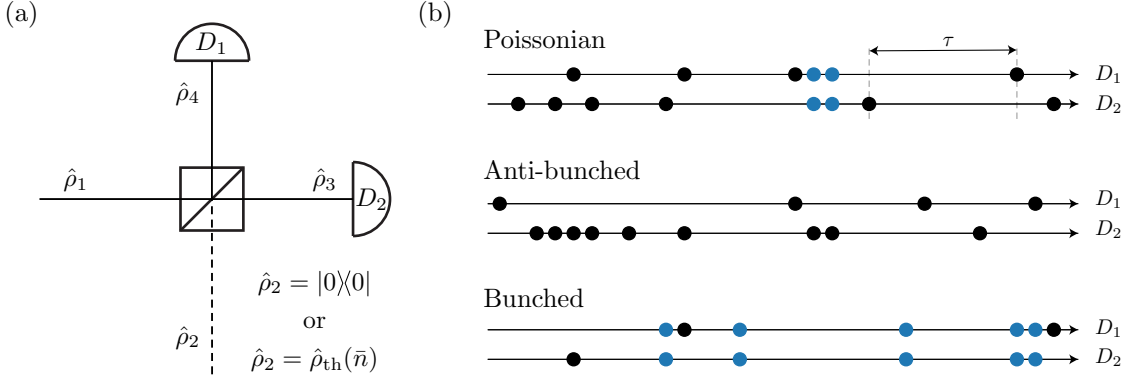 (a)
D₁
ρ̂₄
ρ̂₁
ρ̂₃
D₂
ρ̂₂ = |0⟩⟨0|
or
ρ̂₂
ρ̂₂ = ρ̂th(n̄)
(b)
Poissonian
τ
D₁
D₂
Anti-bunched
D₁
D₂
Bunched
D₁
D₂